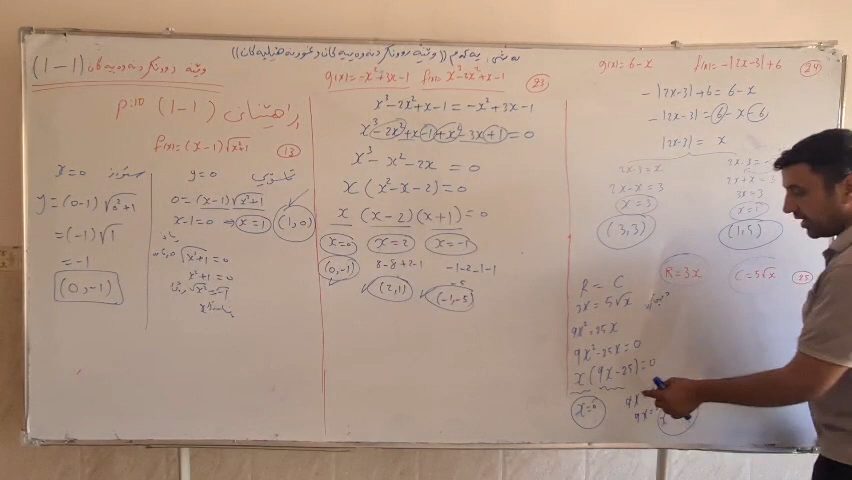 (1-1)
p.10 (1-1)
f(x)=(x-1)√x²+1
13
x=0
y=(0-1)√0²+1
=(-1)√1
=-1
(0,-1)
y=0
0=(x-1)√x²+1
x-1=0 ⇒ x=1 (1,0)
√x²+1=0
x²+1=0
√x²=√-1
g(x)=-x²+3x-1 f(x)=x³-2x²+x-1
23
x³-2x²+x-1=-x²+3x-1
x³-2x²+x-1+x²-3x+1=0
x³-x²-2x=0
x(x²-x-2)=0
x (x-2)(x+1)=0
x=0 x=2 x=-1
(0,-1) 8-8+2-1 -1-2-1-1
-5
(2,1) (-1,-5)
g(x)=6-x f(x)=-|2x-3|+6
24
-|2x-3|+6=6-x
-|2x-3|=6-x-6
|2x-3|=x
2x-3=x
2x-x=3
x=3
(3,3)
2x-3=-
2x+x=3
3x=3
x=1
(1,5)
R=3x C=5√x
25
R=C
3x=5√x
9x²=25x
9x²-25x=0
x(9x-25)=0
x=0
9x
9x=